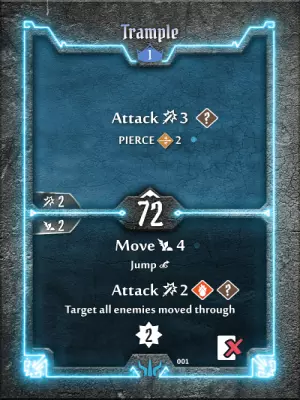 Trample
1
Attack 3 ?
PIERCE 2
2
72
2
Move 4
Jump
Attack 2 ?
Target all enemies moved through
2
001